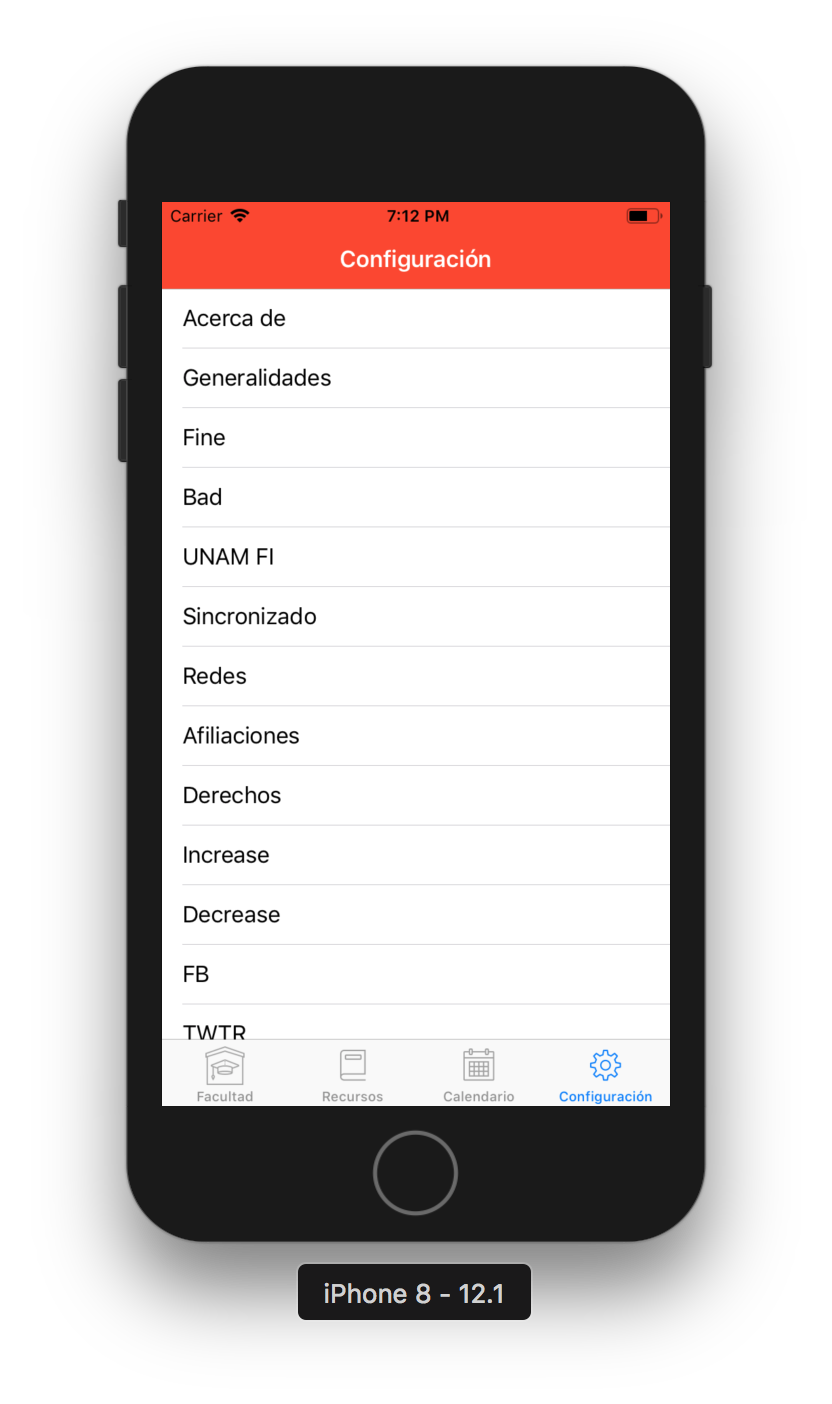 Carrier 7:12 PM
Configuración
Acerca de
Generalidades
Fine
Bad
UNAM FI
Sincronizado
Redes
Afiliaciones
Derechos
Increase
Decrease
FB
TWTR
Facultad Recursos Calendario Configuración
iPhone 8 - 12.1